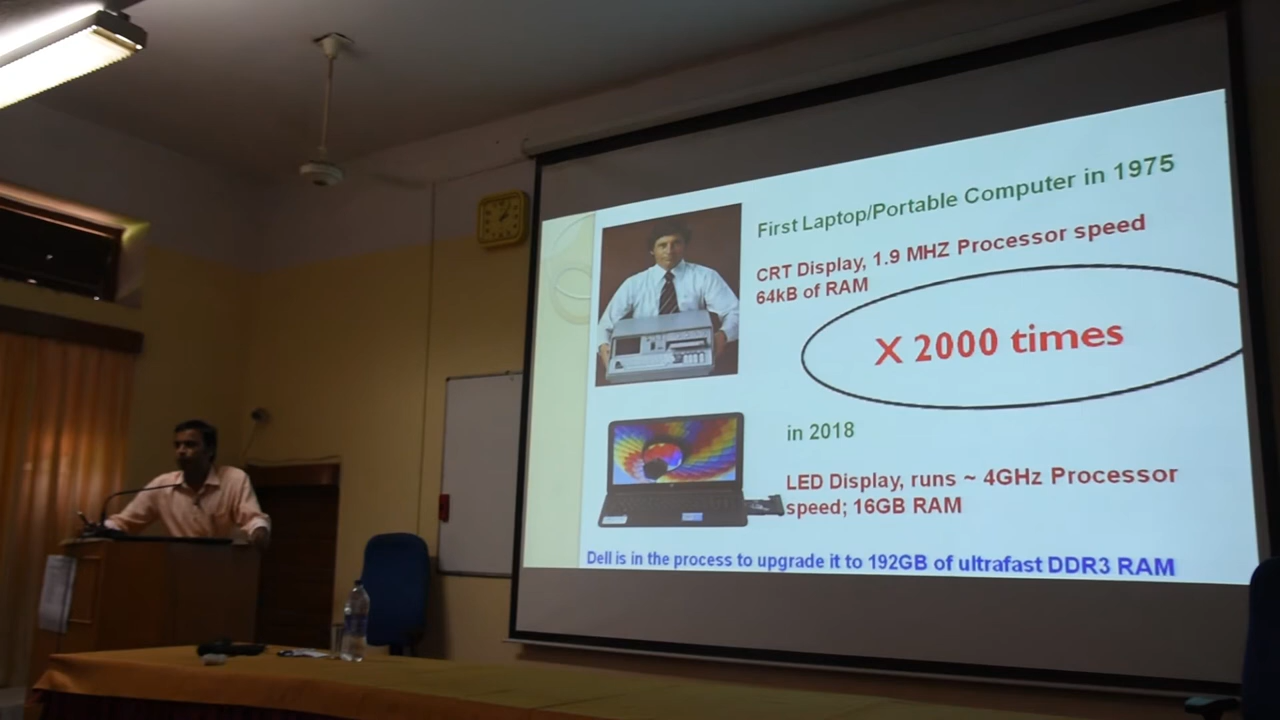 First Laptop/Portable Computer in 1975
CRT Display, 1.9 MHZ Processor speed
64kB of RAM
X 2000 times
in 2018
LED Display, runs ~ 4GHz Processor
speed; 16GB RAM
Dell is in the process to upgrade it to 192GB of ultrafast DDR3 RAM